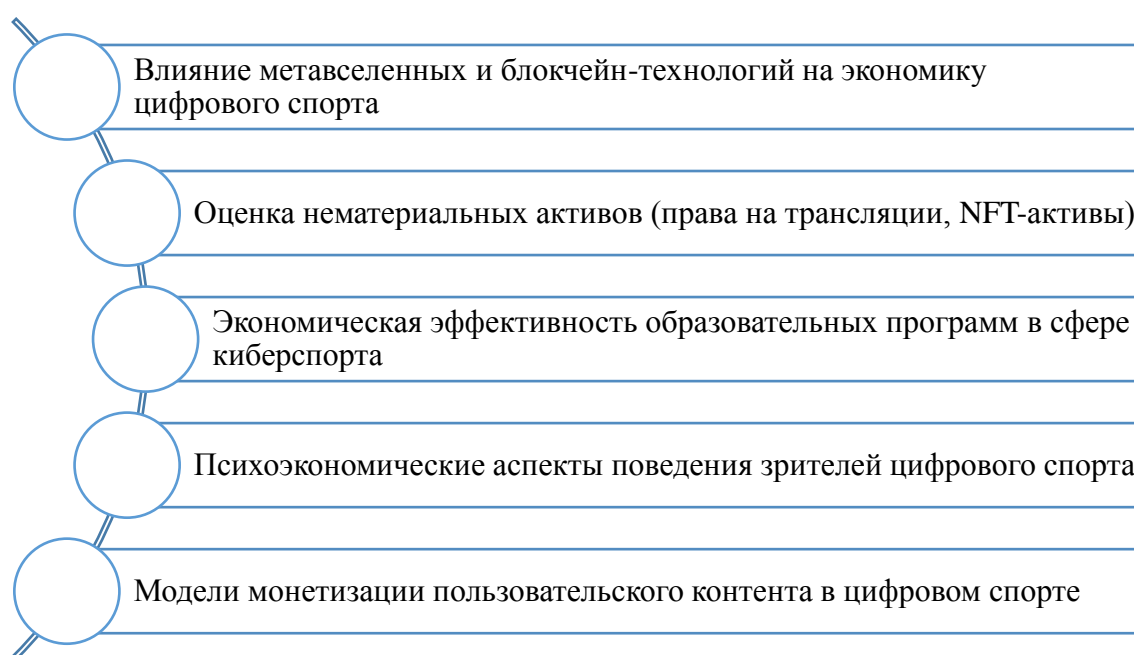 Влияние метавселенных и блокчейн-технологий на экономику
цифрового спорта
Оценка нематериальных активов (права на трансляции, NFT-активы)
Экономическая эффективность образовательных программ в сфере
киберспорта
Психоэкономические аспекты поведения зрителей цифрового спорта
Модели монетизации пользовательского контента в цифровом спорте